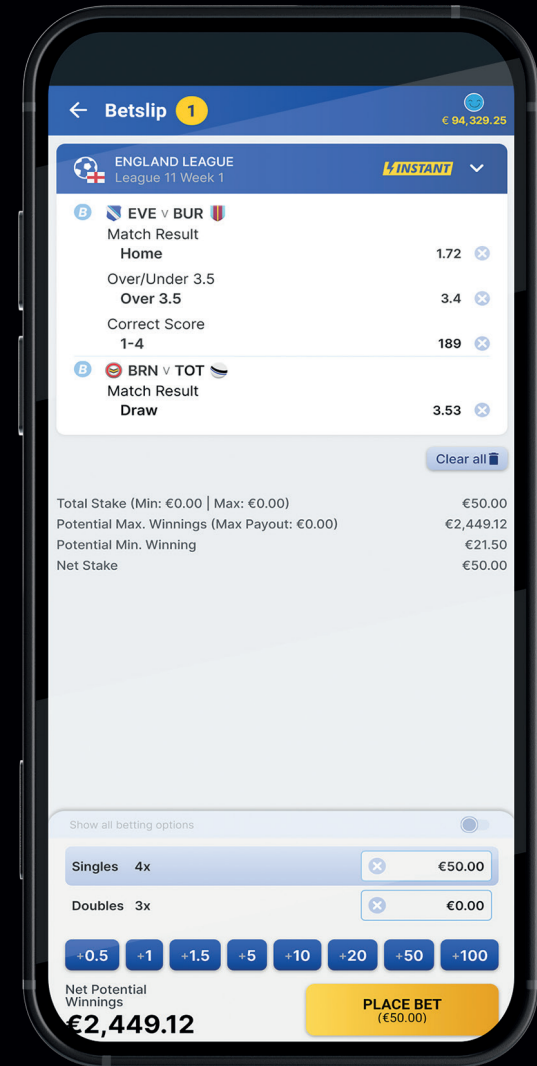 Betslip 1
€ 94,329.25
ENGLAND LEAGUE
League 11 Week 1
INSTANT
B EVE v BUR
Match Result
Home 1.72
Over/Under 3.5
Over 3.5 3.4
Correct Score
1-4 189
B BRN v TOT
Match Result
Draw 3.53
Clear all
Total Stake (Min: €0.00 | Max: €0.00) €50.00
Potential Max. Winnings (Max Payout: €0.00) €2,449.12
Potential Min. Winning €21.50
Net Stake €50.00
Show all betting options
Singles 4x €50.00
Doubles 3x €0.00
+0.5 +1 +1.5 +5 +10 +20 +50 +100
Net Potential
Winnings
€2,449.12
PLACE BET
(€50.00)